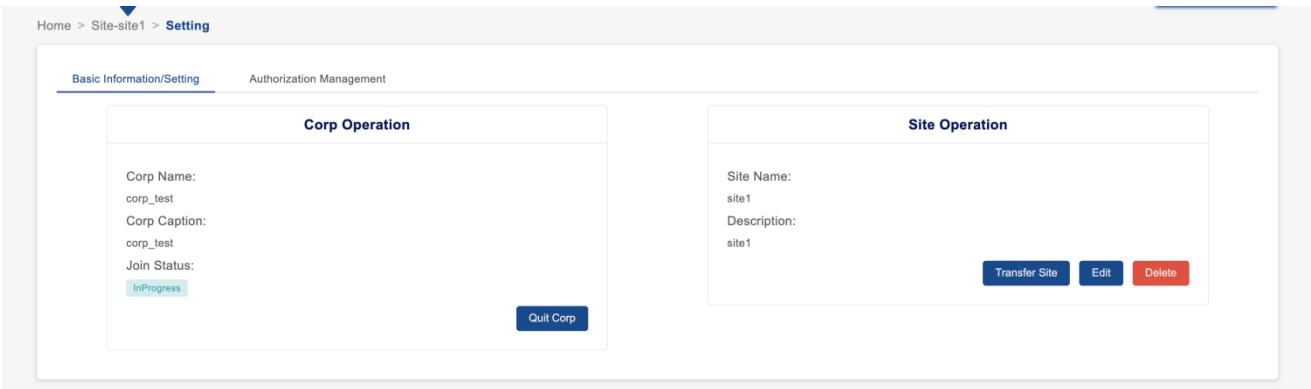 Home > Site-site1 > Setting
Basic Information/Setting
Authorization Management
Corp Operation
Corp Name:
corp_test
Corp Caption:
corp_test
Join Status:
InProgress
Quit Corp
Site Operation
Site Name:
site1
Description:
site1
Transfer Site
Edit
Delete